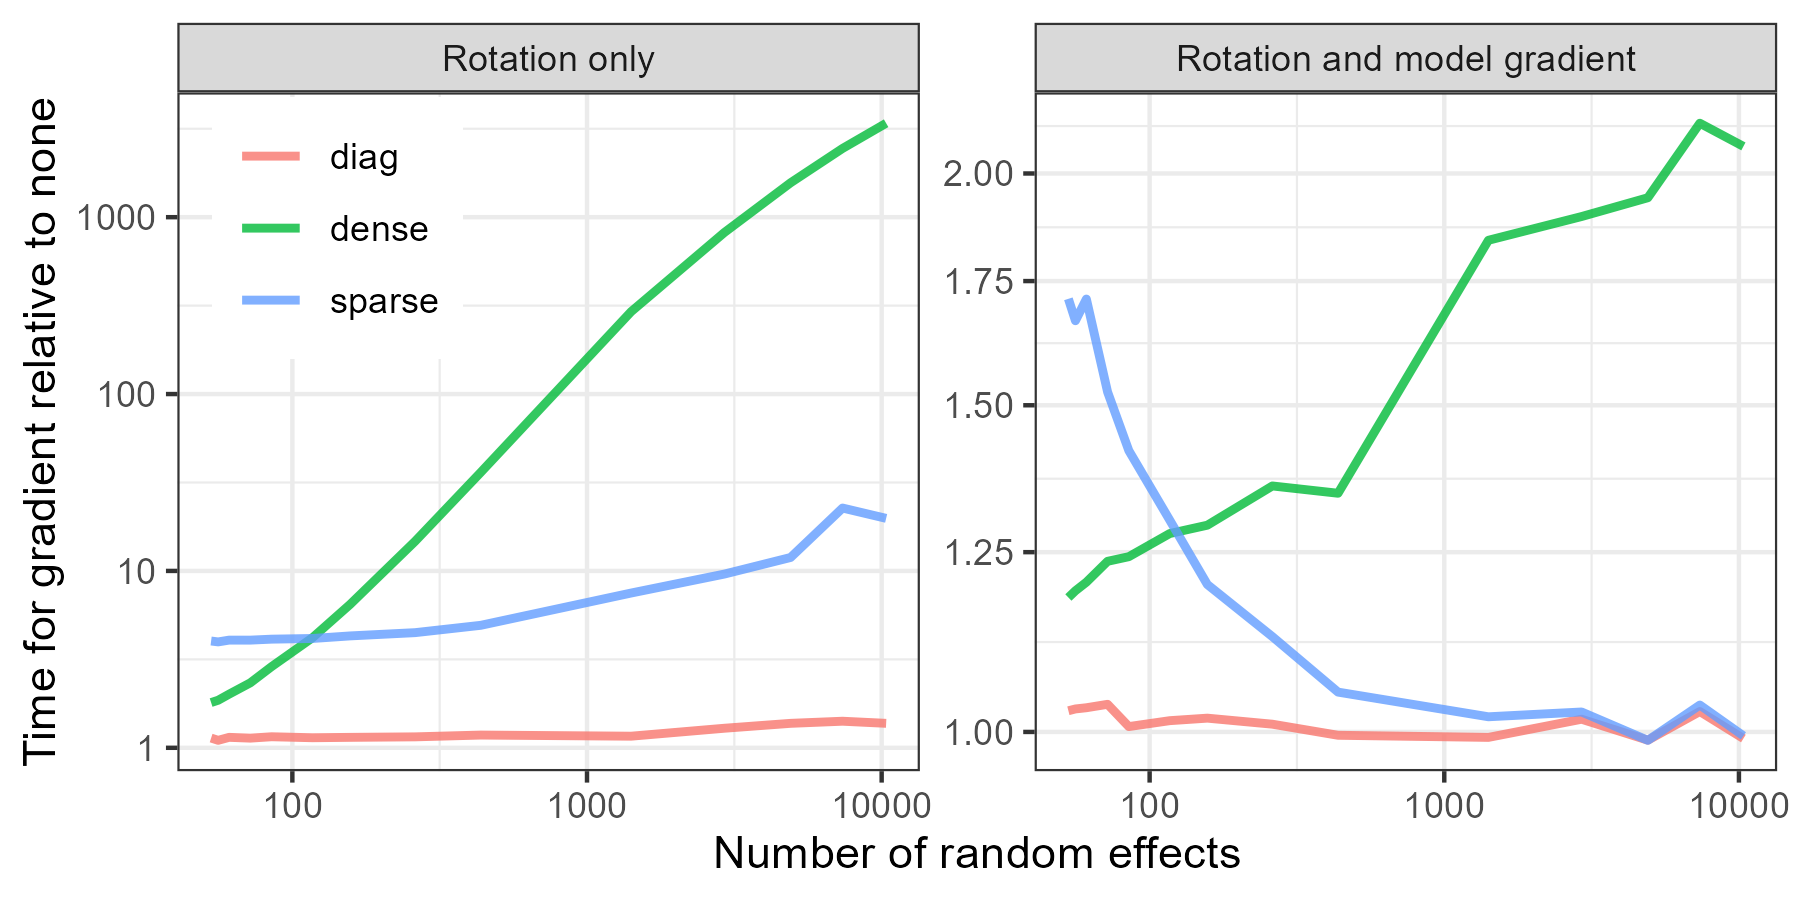 Rotation only
Rotation and model gradient
Time for gradient relative to none
1000
100
10
1
diag
dense
sparse
2.00
1.75
1.50
1.25
1.00
100
1000
10000
100
1000
10000
Number of random effects